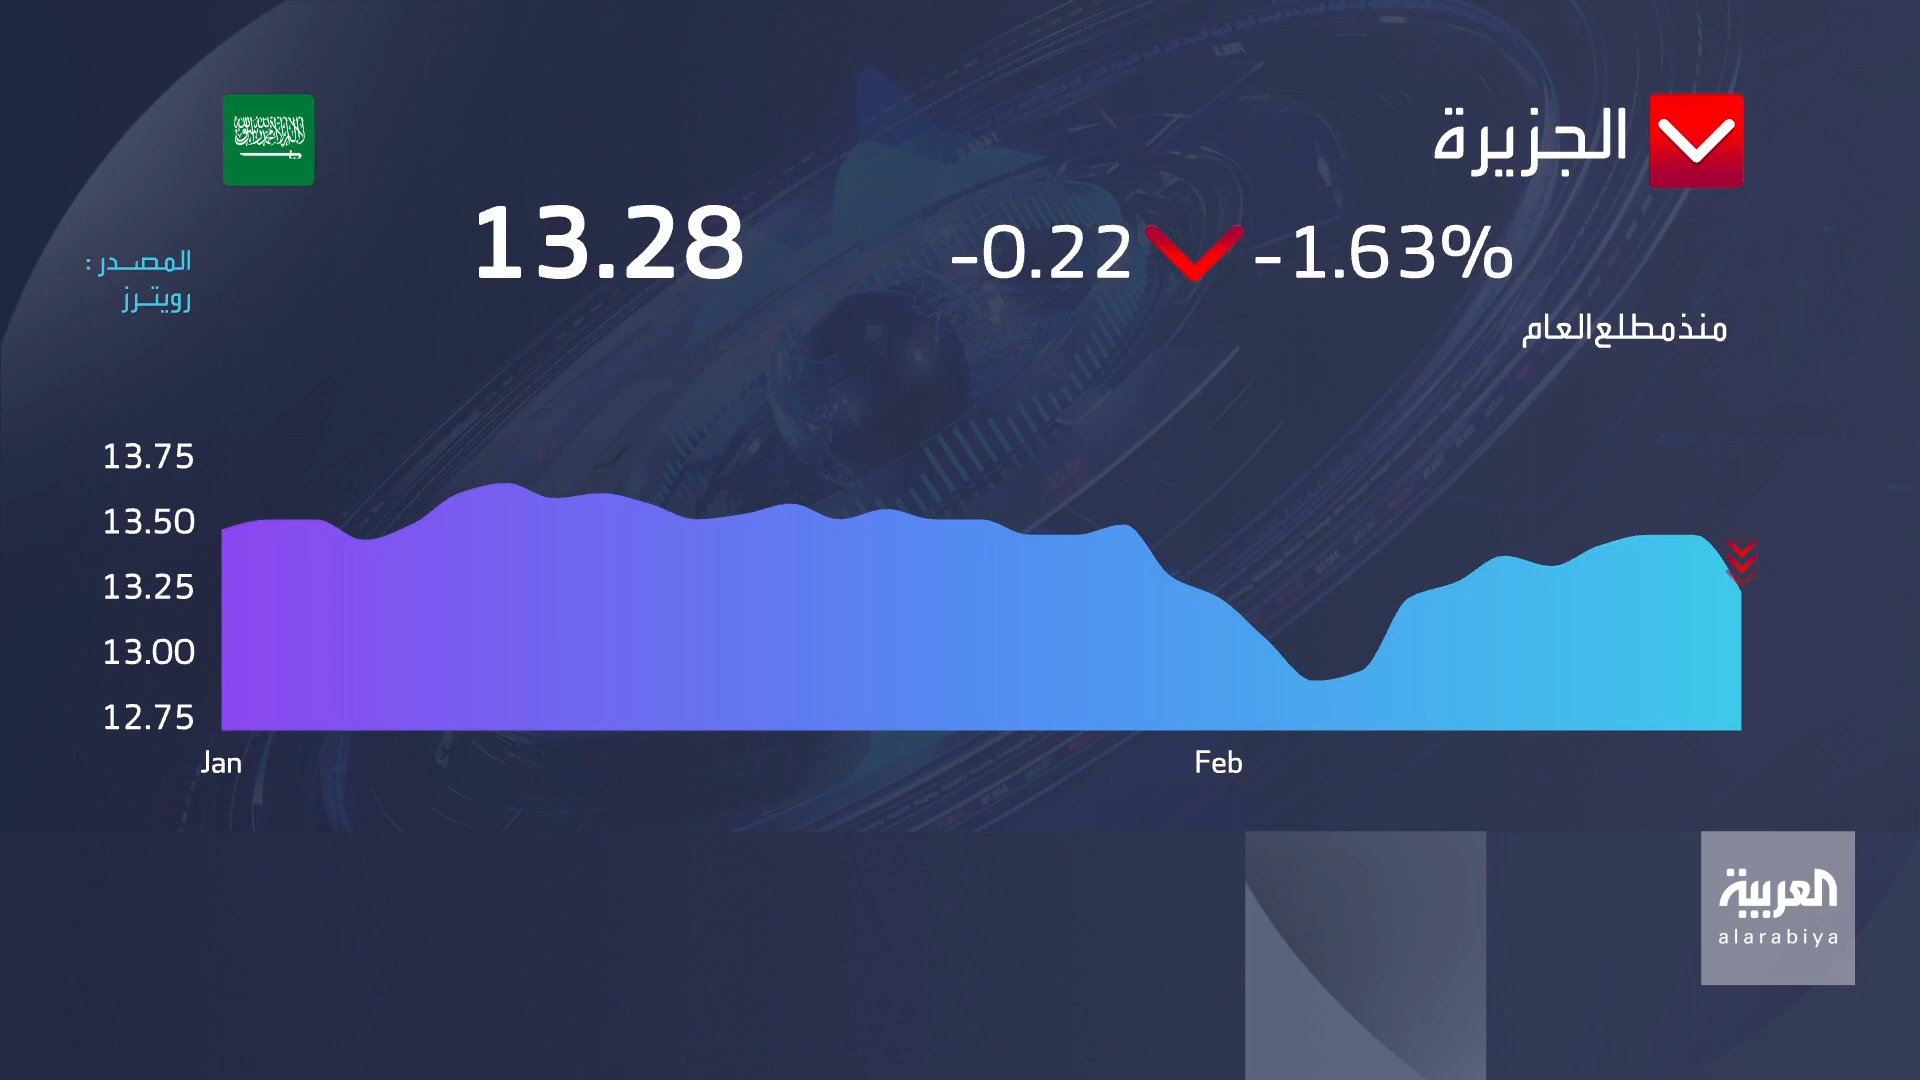 الجزيرة
13.28
-0.22
-1.63%
منذ مطلع العام
المصدر :
رويترز
13.75
13.50
13.25
13.00
12.75
Jan
Feb
العربية
alarabiya